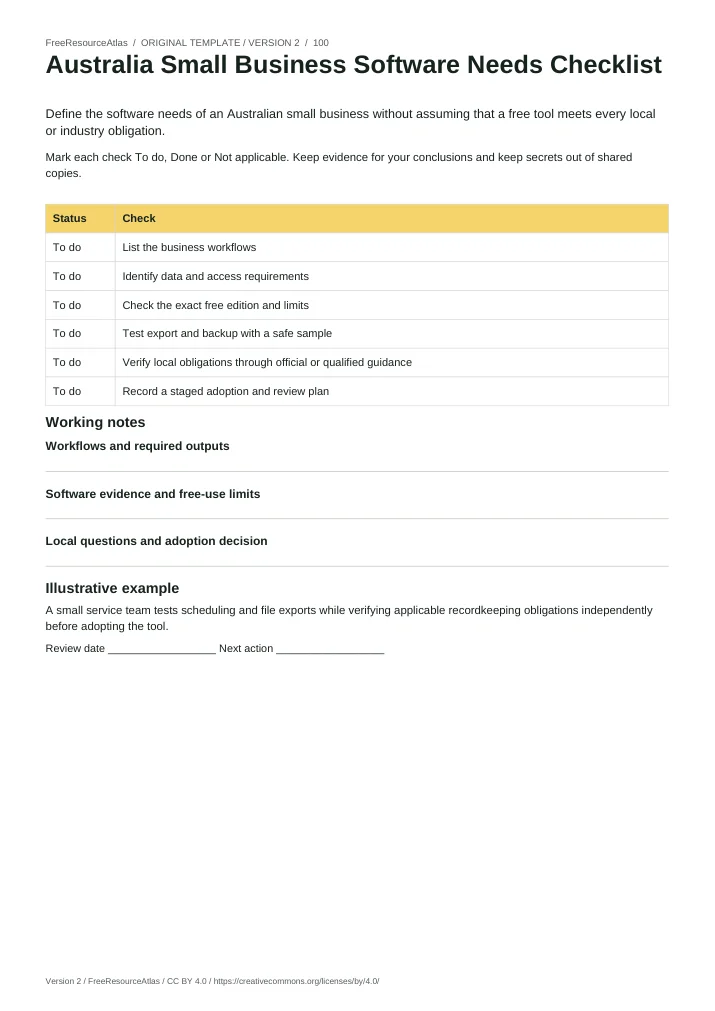 FreeResourceAtlas / ORIGINAL TEMPLATE / VERSION 2 / 100
Australia Small Business Software Needs Checklist
Define the software needs of an Australian small business without assuming that a free tool meets every local
or industry obligation.
Mark each check To do, Done or Not applicable. Keep evidence for your conclusions and keep secrets out of shared
copies.
Status Check
To do List the business workflows
To do Identify data and access requirements
To do Check the exact free edition and limits
To do Test export and backup with a safe sample
To do Verify local obligations through official or qualified guidance
To do Record a staged adoption and review plan
Working notes
Workflows and required outputs
Software evidence and free-use limits
Local questions and adoption decision
Illustrative example
A small service team tests scheduling and file exports while verifying applicable recordkeeping obligations independently
before adopting the tool.
Review date __________________ Next action __________________
Version 2 / FreeResourceAtlas / CC BY 4.0 / https://creativecommons.org/licenses/by/4.0/